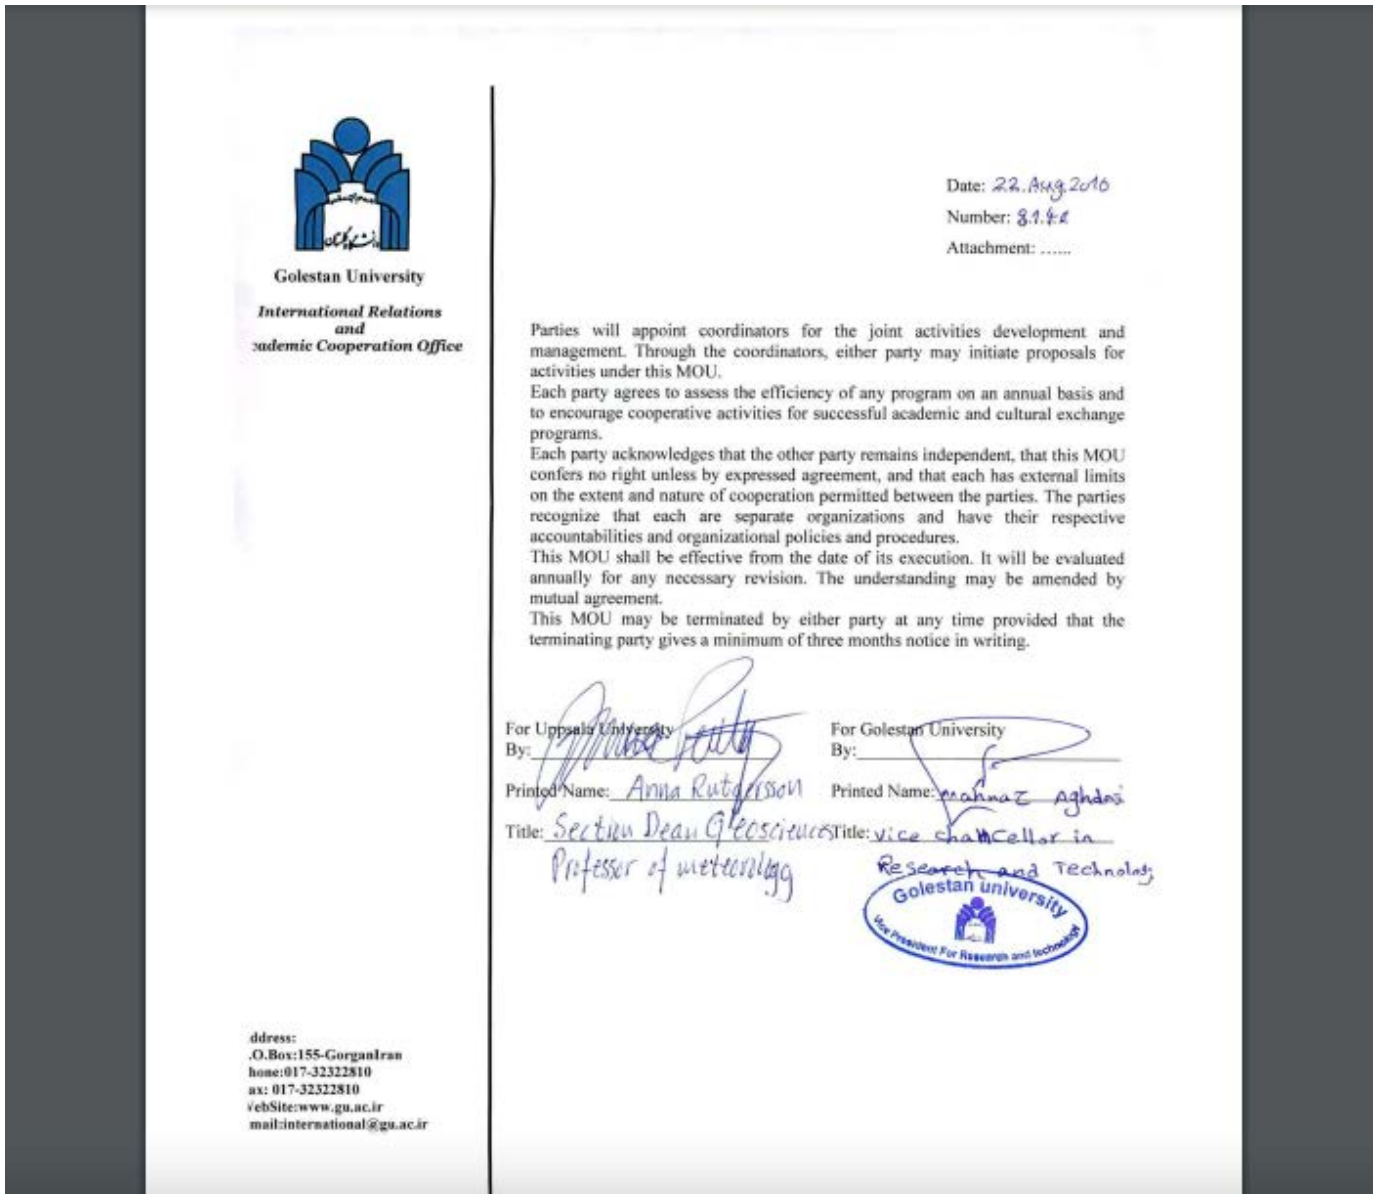 دانشگاه گلستان
Golestan University
International Relations
and
ademic Cooperation Office
Date: 22.Aug.2016
Number:
Attachment: ......
Parties will appoint coordinators for the joint activities development and
management. Through the coordinators, either party may initiate proposals for
activities under this MOU.
Each party agrees to assess the efficiency of any program on an annual basis and
to encourage cooperative activities for successful academic and cultural exchange
programs.
Each party acknowledges that the other party remains independent, that this MOU
confers no right unless by expressed agreement, and that each has external limits
on the extent and nature of cooperation permitted between the parties. The parties
recognize that each are separate organizations and have their respective
accountabilities and organizational policies and procedures.
This MOU shall be effective from the date of its execution. It will be evaluated
annually for any necessary revision. The understanding may be amended by
mutual agreement.
This MOU may be terminated by either party at any time provided that the
terminating party gives a minimum of three months notice in writing.
For Uppsala University
By:
Printed Name: Anna Rutgersson
Title: Section Dean Geosciences
Professor of meteorology
For Golestan University
By:
Printed Name: Mahnaz Aghdasi
Title: vice chancellor in
Research and Technology
Golestan university
Vice President For Research and technology
ddress:
.O.Box:155-GorganIran
hone:017-32322810
ax: 017-32322810
ebSite:www.gu.ac.ir
mail:international@gu.ac.ir